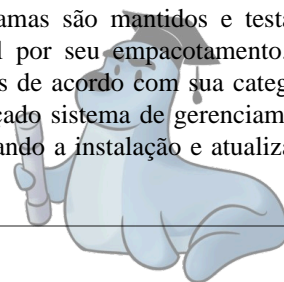 amas são mantidos e testa
por seu empacotamento.
s de acordo com sua categ
cado sistema de gerenciam
ando a instalação e atualiza